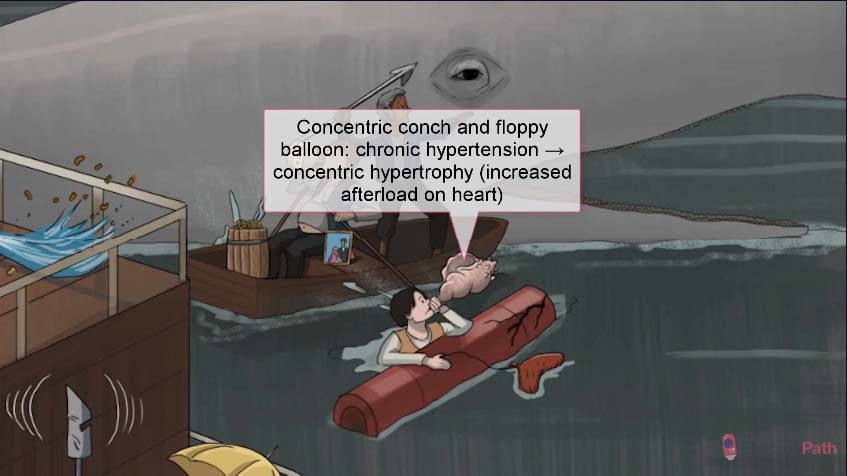 Concentric conch and floppy
balloon: chronic hypertension →
concentric hypertrophy (increased
afterload on heart)
Path